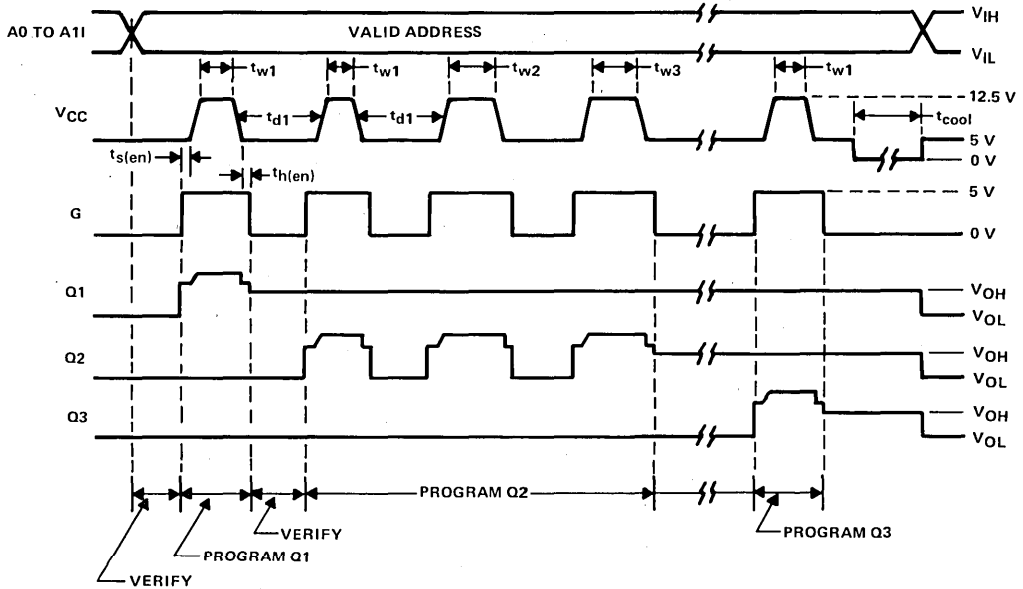 A0 TO A11
VALID ADDRESS
VIH
VIL
tw1
tw1
tw2
tw3
tw1
12.5 V
VCC
td1
td1
tcool
5 V
0 V
ts(en)
th(en)
G
5 V
0 V
Q1
VOH
VOL
Q2
VOH
VOL
Q3
VOH
VOL
PROGRAM Q2
VERIFY
PROGRAM Q3
PROGRAM Q1
VERIFY